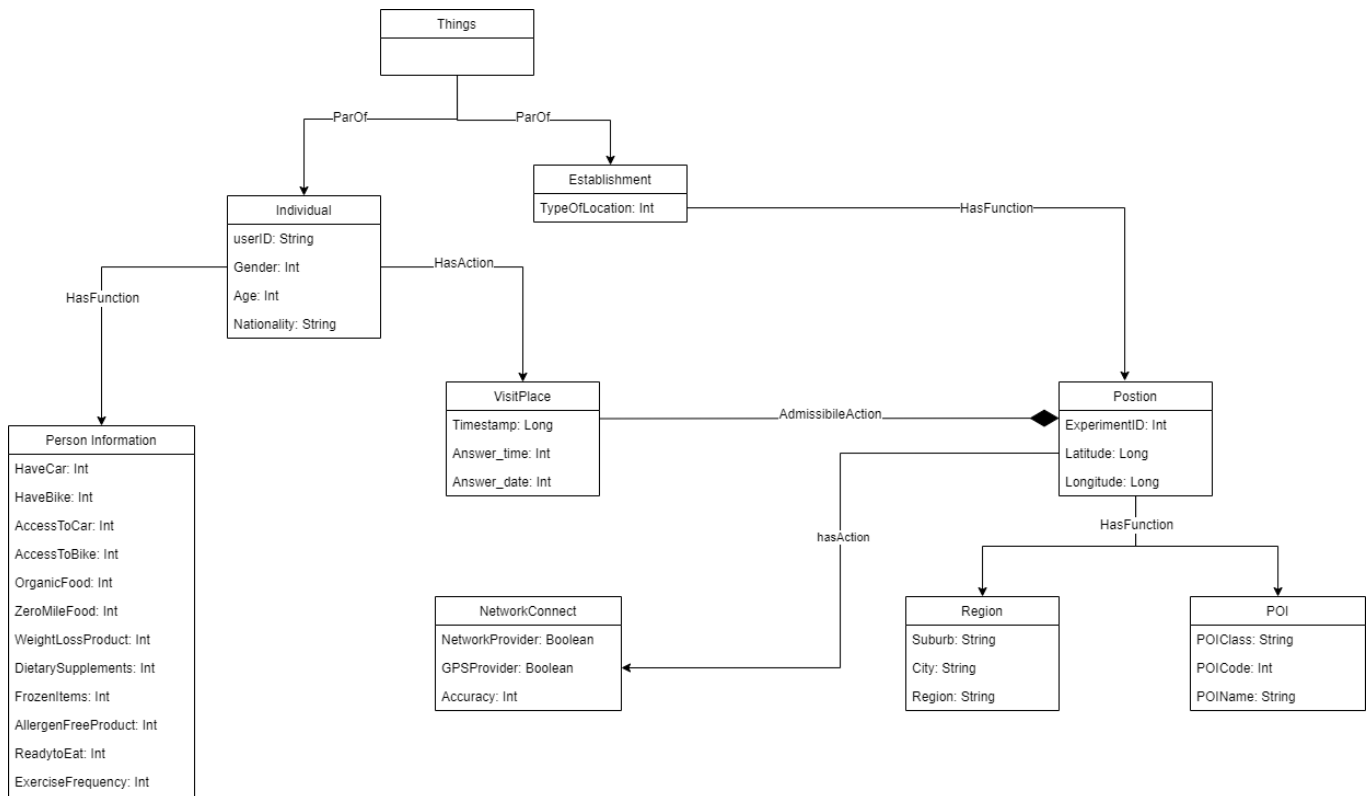 Things
ParOf
ParOf
Establishment
TypeOfLocation: Int
HasFunction
Individual
userID: String
Gender: Int
Age: Int
Nationality: String
HasAction
HasFunction
VisitPlace
Timestamp: Long
Answer_time: Int
Answer_date: Int
AdmissibileAction
Postion
ExperimentID: Int
Latitude: Long
Longitude: Long
Person Information
HaveCar: Int
HaveBike: Int
AccessToCar: Int
AccessToBike: Int
OrganicFood: Int
ZeroMileFood: Int
WeightLossProduct: Int
DietarySupplements: Int
FrozenItems: Int
AllergenFreeProduct: Int
ReadytoEat: Int
ExerciseFrequency: Int
hasAction
HasFunction
NetworkConnect
NetworkProvider: Boolean
GPSProvider: Boolean
Accuracy: Int
Region
Suburb: String
City: String
Region: String
POI
POIClass: String
POICode: Int
POIName: String